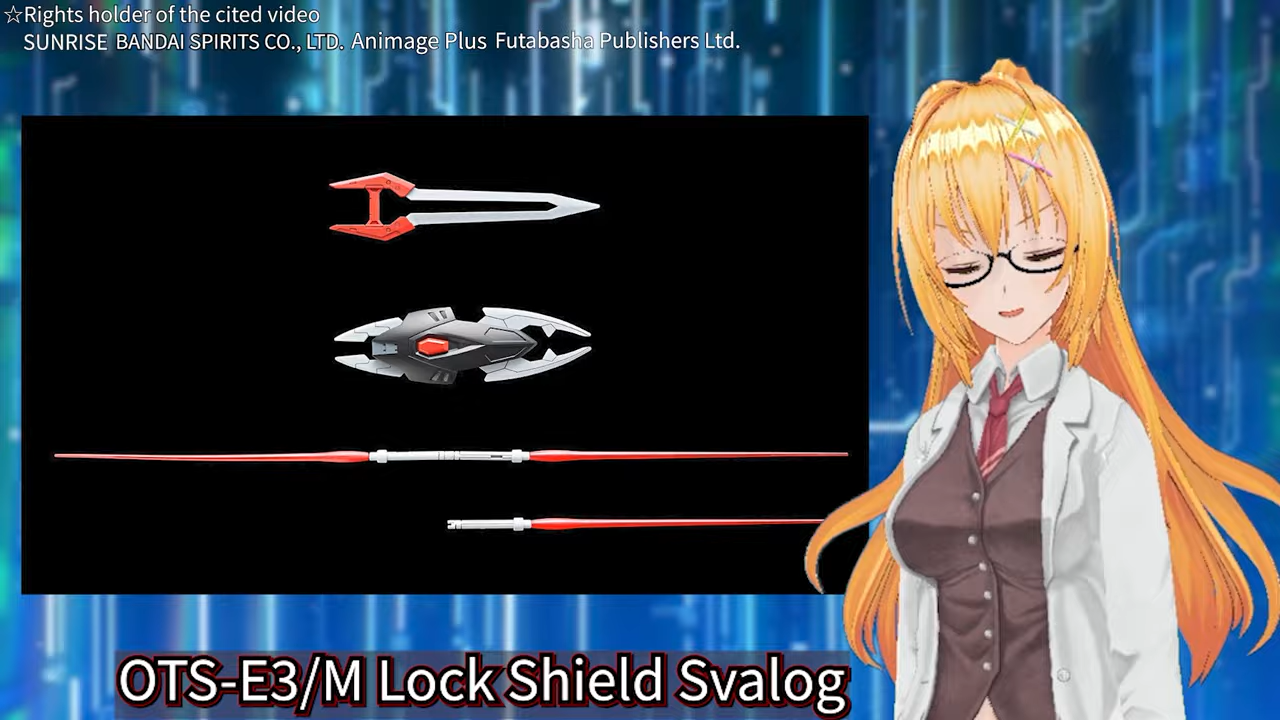 ☆Rights holder of the cited video
SUNRISE BANDAI SPIRITS CO., LTD. Animage Plus Futabasha Publishers Ltd.
OTS-E3/M Lock Shield Svalog